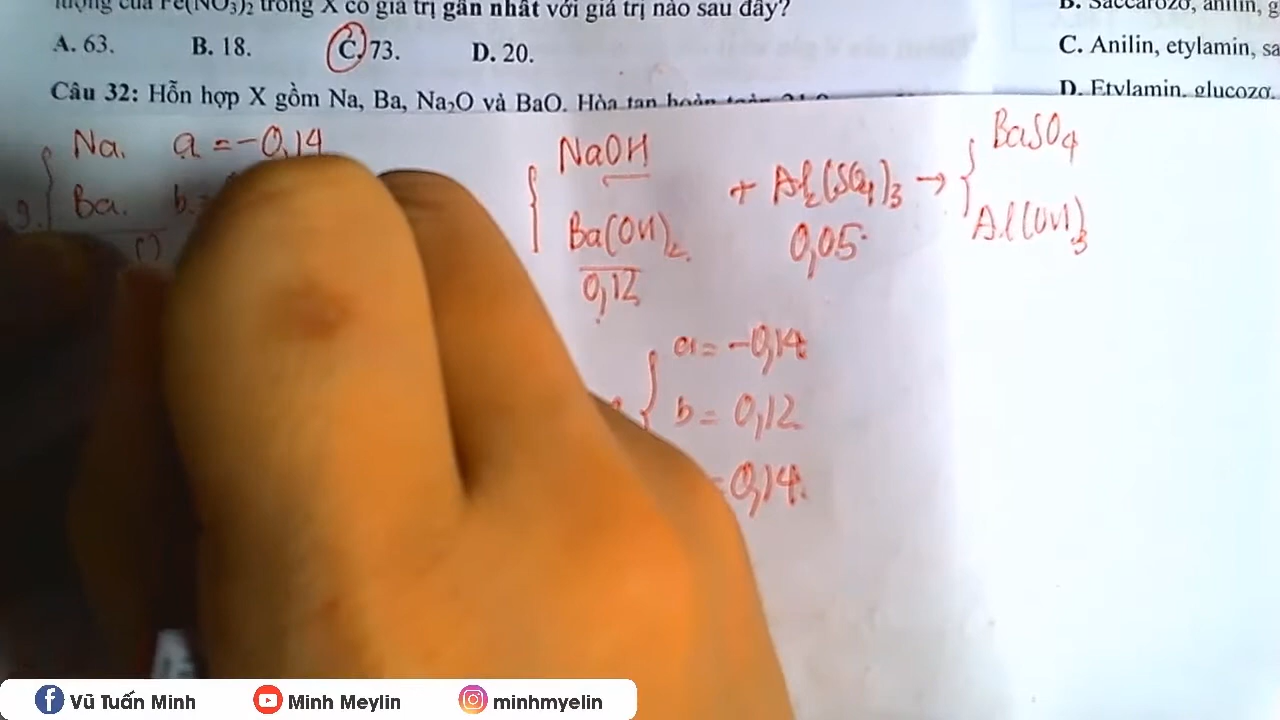 lượng của Fe(NO₃)₂ trong X có giá trị gần nhất với giá trị nào sau đây?
A. 63. B. 18. C. 73. D. 20.
Câu 32: Hỗn hợp X gồm Na, Ba, Na₂O và BaO. Hòa tan hoàn toàn
B. Saccarozơ, anilin, g
C. Anilin, etylamin, sa
D. Etylamin, glucozơ,
Na. a = -0,14
Ba. b =
NaOH
Ba(OH)₂
0,12
+ Al₂(SO₄)₃ →
0,05
BaSO₄
Al(OH)₃
a = -0,14
b = 0,12
= 0,14.
Vũ Tuấn Minh
Minh Meylin
minhmyelin